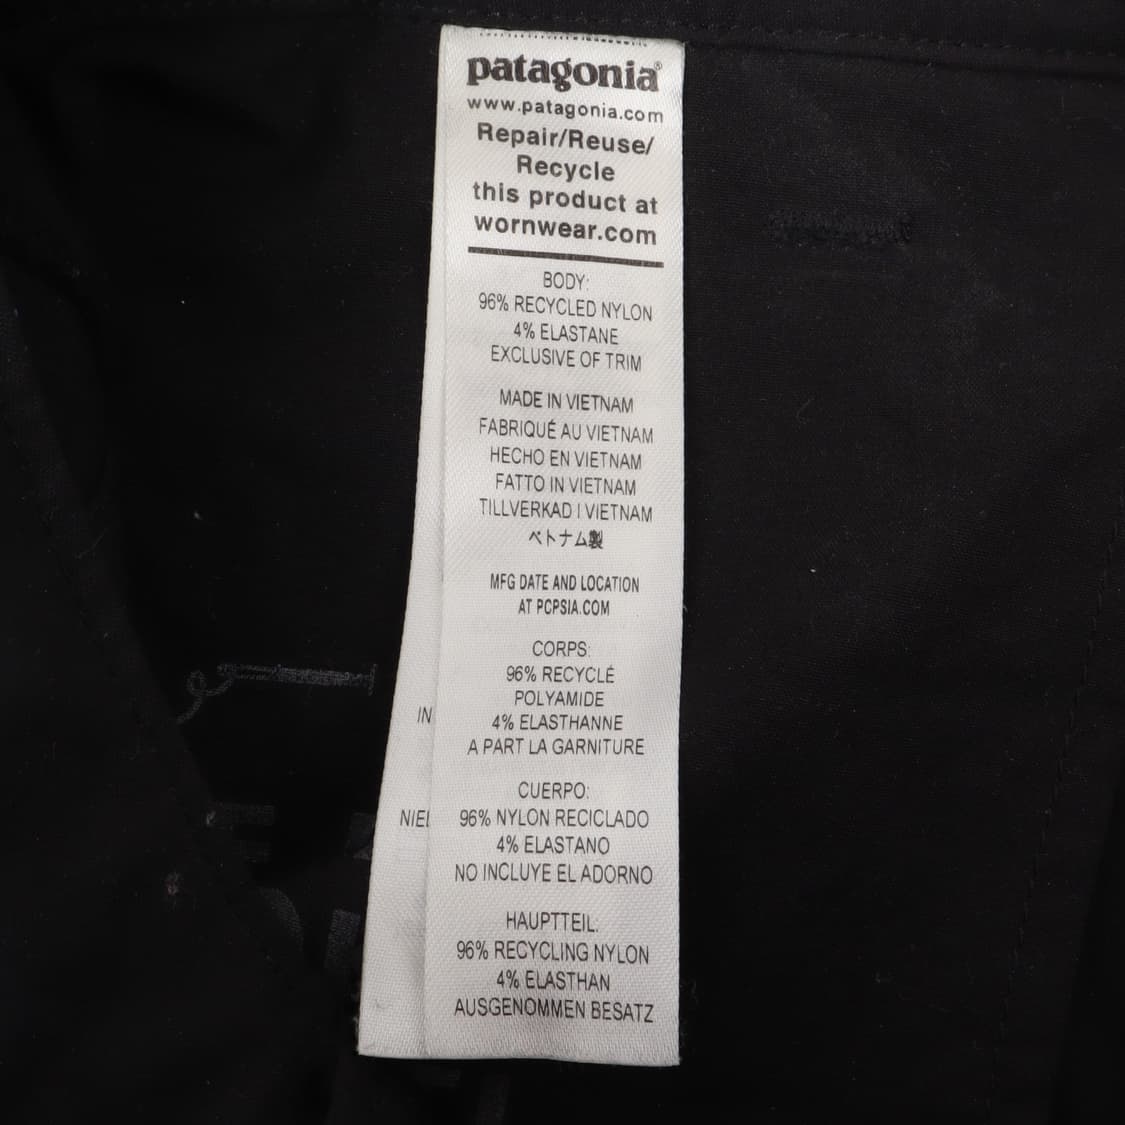 patagonia®
www.patagonia.com
Repair/Reuse/
Recycle
this product at
wornwear.com
BODY:
96% RECYCLED NYLON
4% ELASTANE
EXCLUSIVE OF TRIM
MADE IN VIETNAM
FABRIQUÉ AU VIETNAM
HECHO EN VIETNAM
FATTO IN VIETNAM
TILLVERKAD I VIETNAM
ベトナム製
MFG DATE AND LOCATION
AT PCPSIA.COM
CORPS:
96% RECYCLÉ
POLYAMIDE
4% ELASTHANNE
A PART LA GARNITURE
CUERPO:
96% NYLON RECICLADO
4% ELASTANO
NO INCLUYE EL ADORNO
HAUPTTEIL:
96% RECYCLING NYLON
4% ELASTHAN
AUSGENOMMEN BESATZ
IN